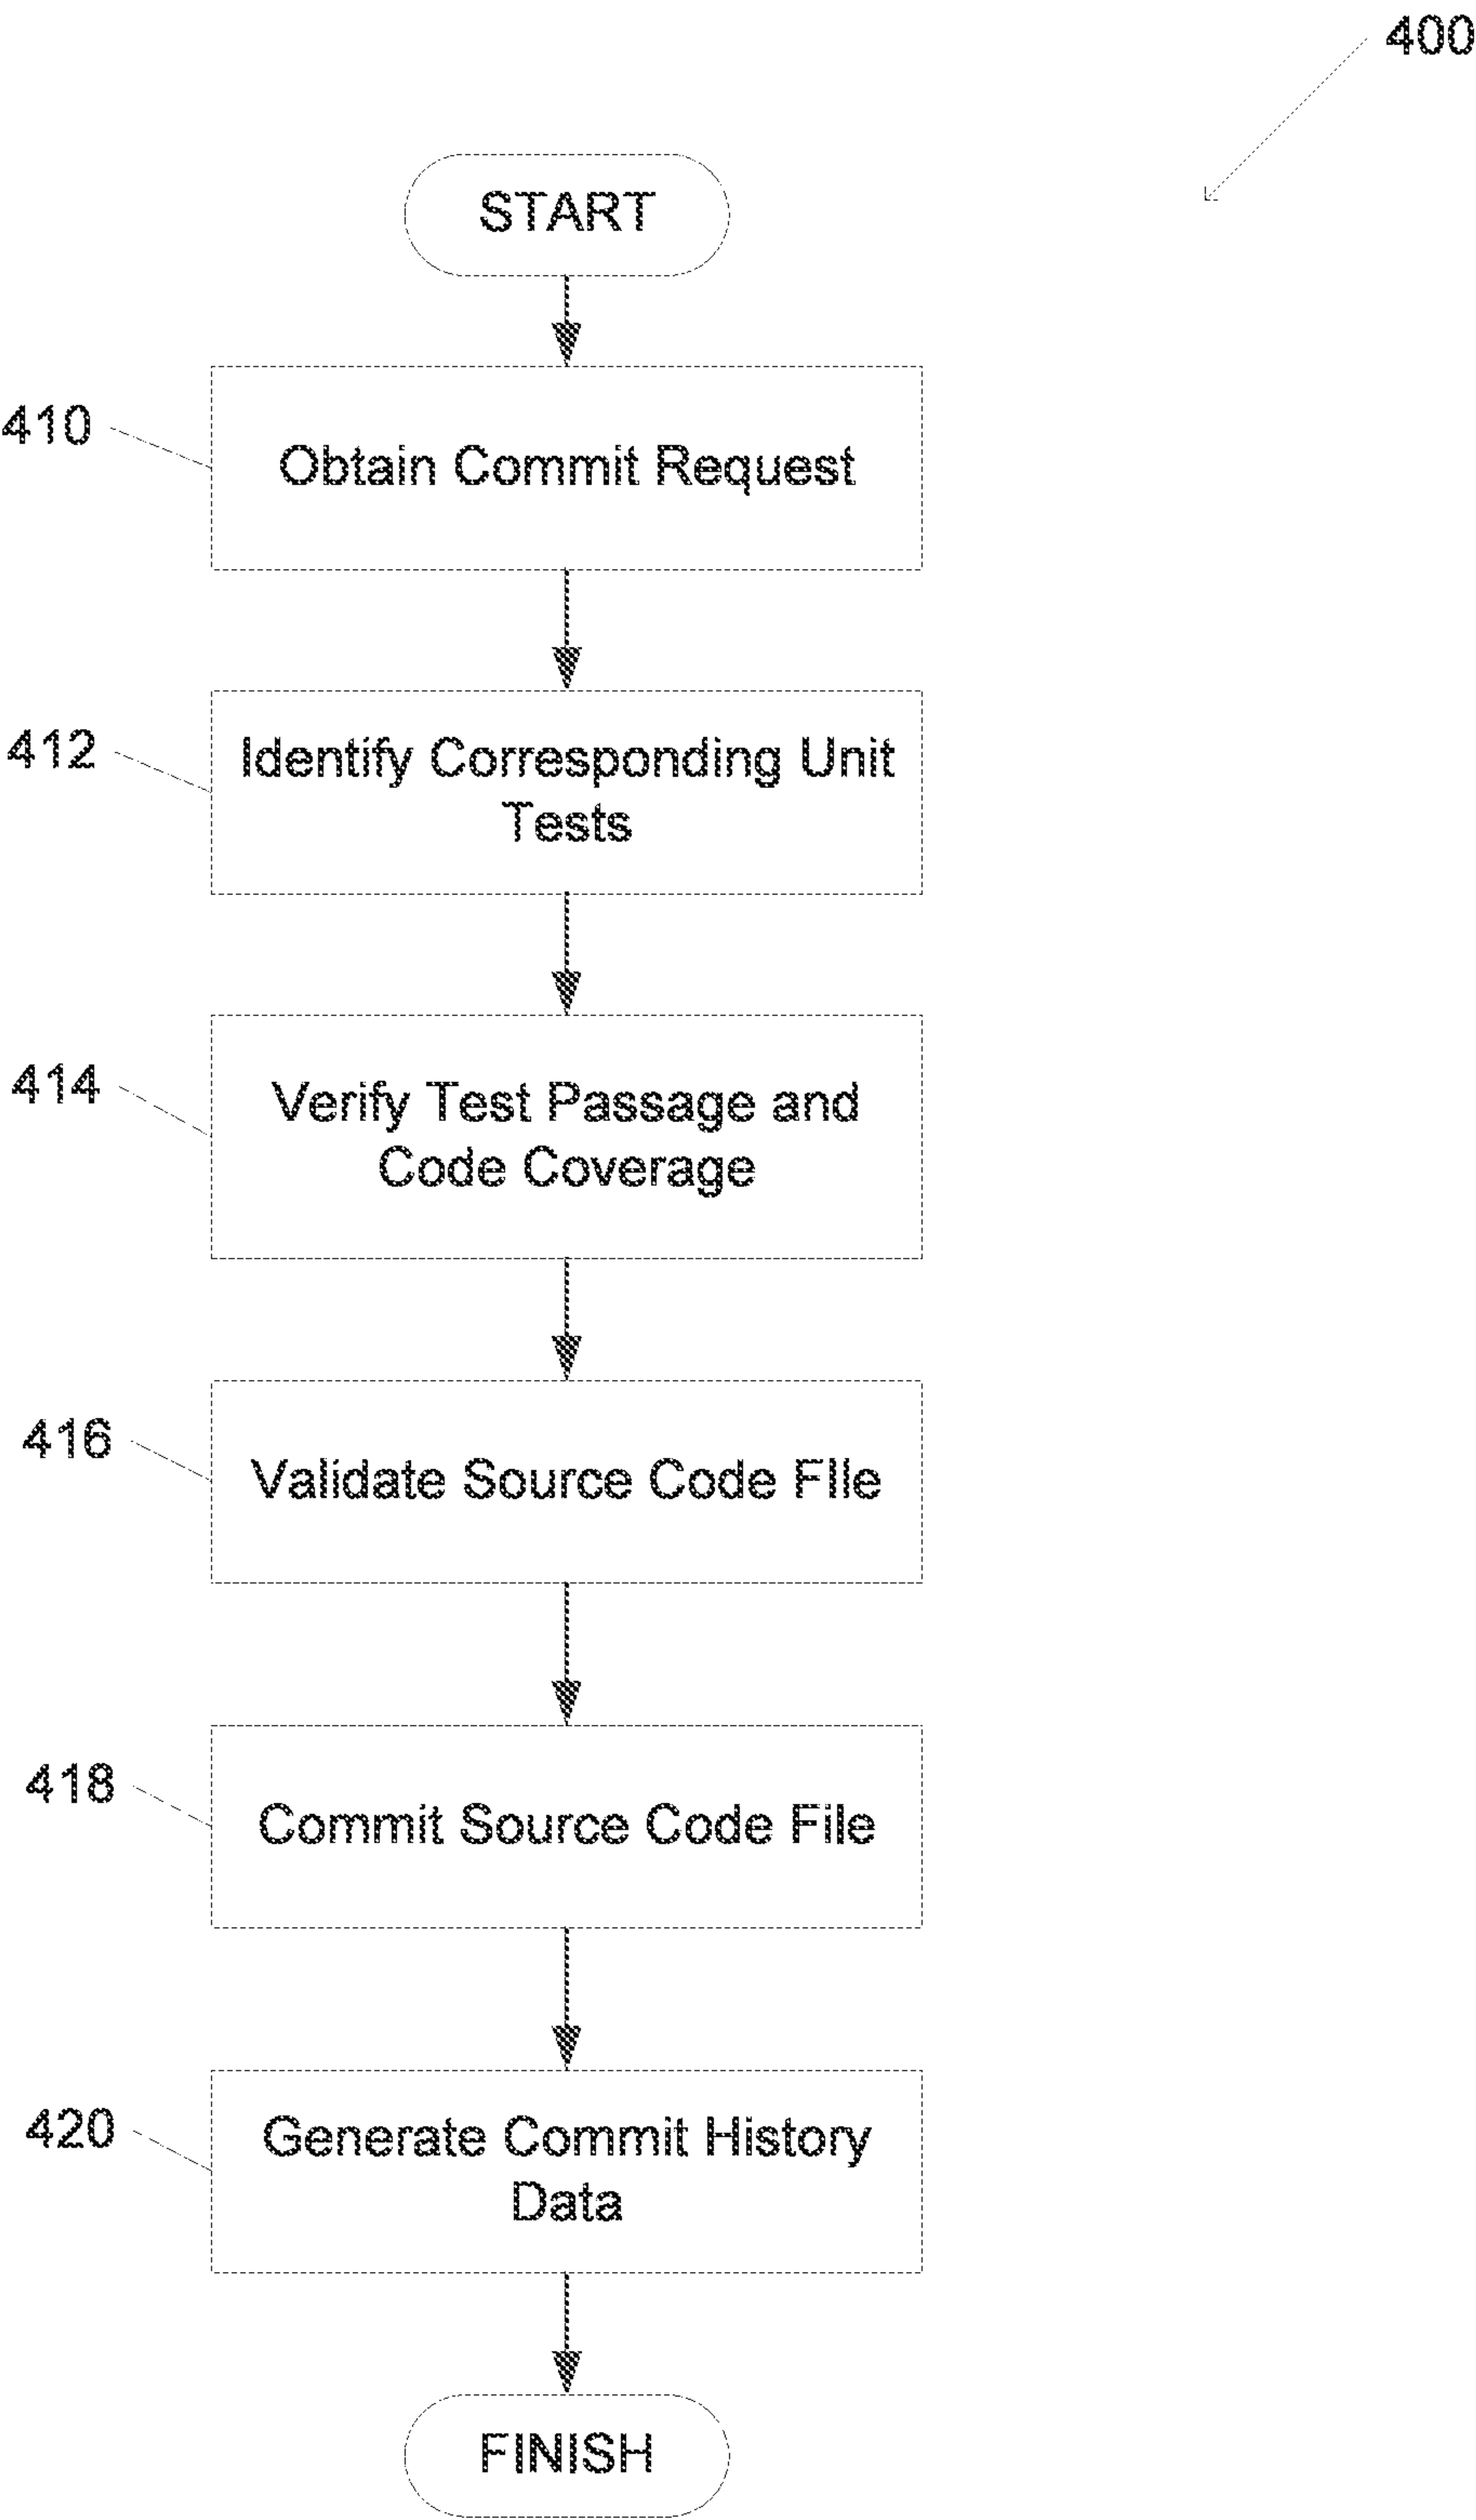 400
START
410
Obtain Commit Request
412
Identify Corresponding Unit
Tests
414
Verify Test Passage and
Code Coverage
416
Validate Source Code FIle
418
Commit Source Code File
420
Generate Commit History
Data
FINISH